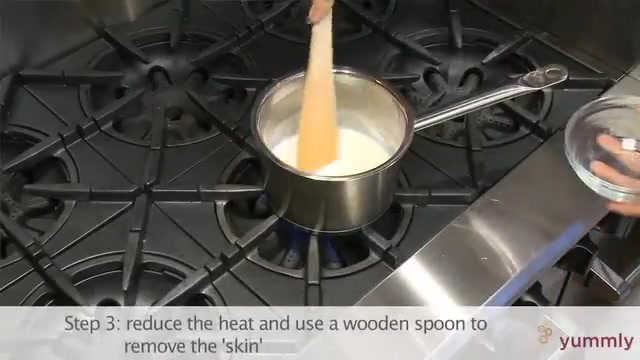 Step 3: reduce the heat and use a wooden spoon to
remove the 'skin'
yummly